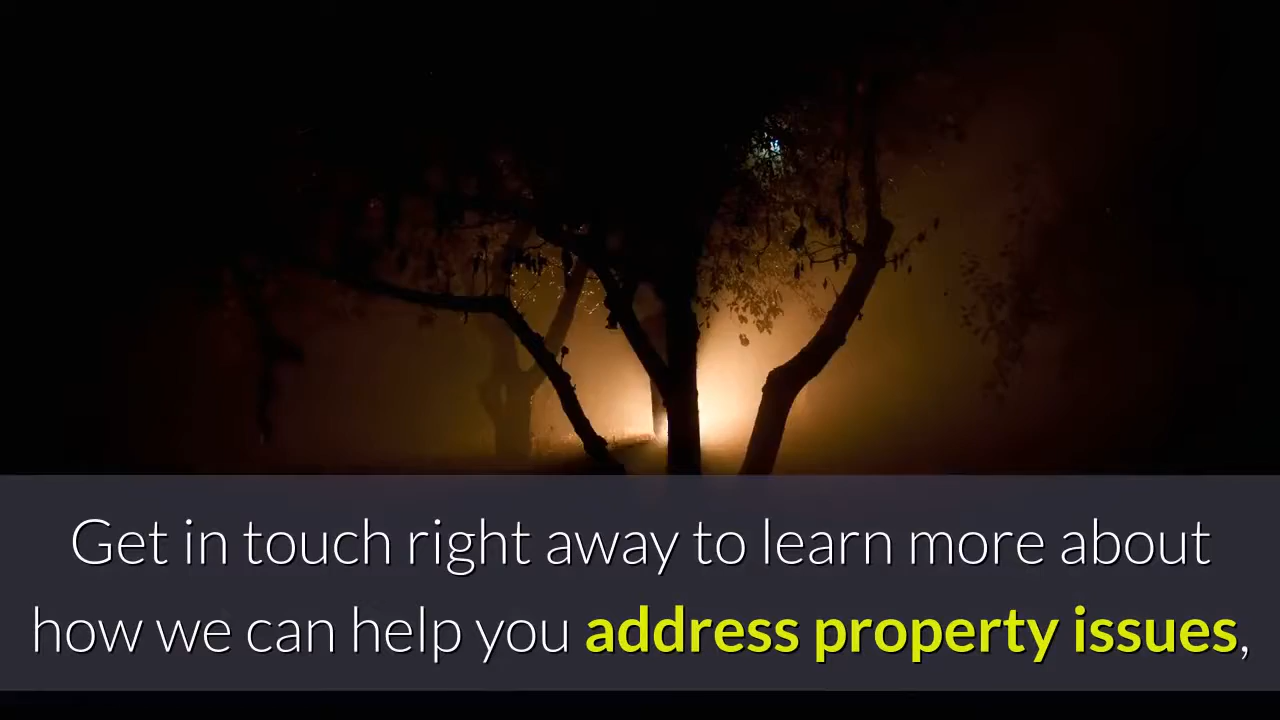 Get in touch right away to learn more about
how we can help you address property issues,